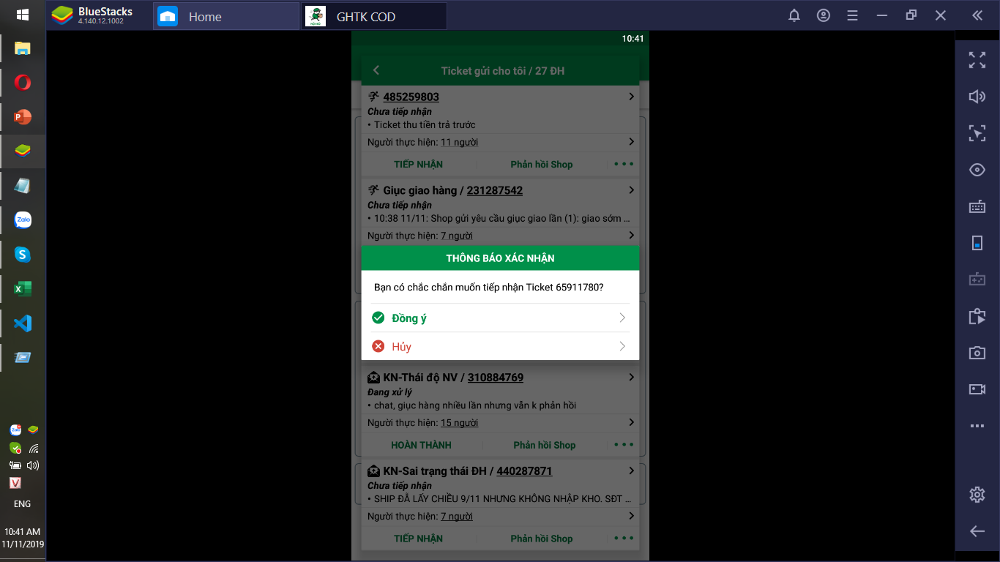 BlueStacks
4.140.12.1002
Home
GHTK COD
10:41
Ticket gửi cho tôi / 27 ĐH
485259803
Chưa tiếp nhận
• Ticket thu tiền trả trước
Người thực hiện: 11 người
TIẾP NHẬN Phản hồi Shop
Giục giao hàng / 231287542
Chưa tiếp nhận
• 10:38 11/11: Shop gửi yêu cầu giục giao lần (1): giao sớm ...
Người thực hiện: 7 người
THÔNG BÁO XÁC NHẬN
Bạn có chắc chắn muốn tiếp nhận Ticket 65911780?
Đồng ý
Hủy
KN-Thái độ NV / 310884769
Đang xử lý
• chat, giục hàng nhiều lần nhưng vẫn k phản hồi
Người thực hiện: 15 người
HOÀN THÀNH Phản hồi Shop
KN-Sai trạng thái ĐH / 440287871
Chưa tiếp nhận
• SHIP ĐÃ LẤY CHIỀU 9/11 NHƯNG KHÔNG NHẬP KHO. SĐT ...
Người thực hiện: 7 người
TIẾP NHẬN Phản hồi Shop
Zalo
ENG
10:41 AM
11/11/2019